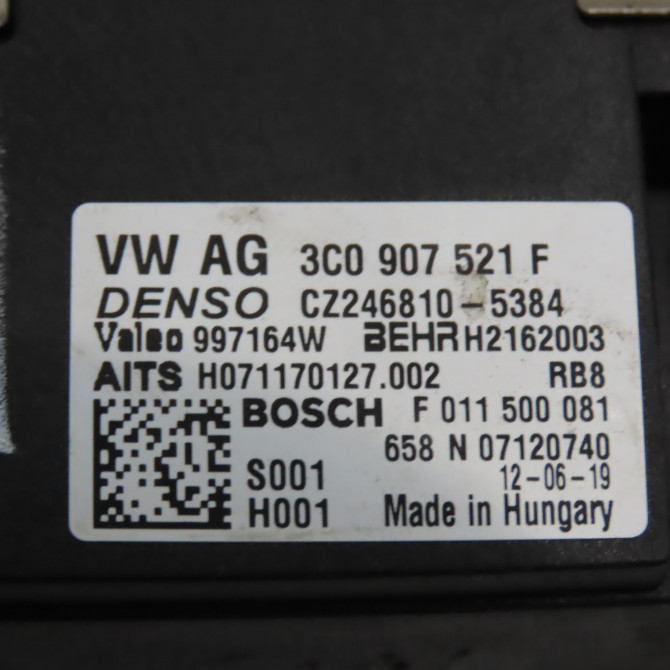 VW AG 3C0 907 521 F
DENSO CZ246810-5384
Valeo 997164W BEHR H2162003
AITS H071170127.002 RB8
BOSCH F 011 500 081
658 N 07120740
S001 12-06-19
H001 Made in Hungary